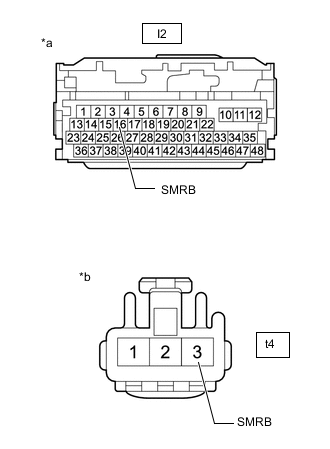 I2
*a
1 2 3 4 5 6 7 8 9 10 11 12
13 14 15 16 17 18 19 20 21 22
23 24 25 26 27 28 29 30 31 32 33 34 35
36 37 38 39 40 41 42 43 44 45 46 47 48
SMRB
*b
t4
1 2 3
SMRB